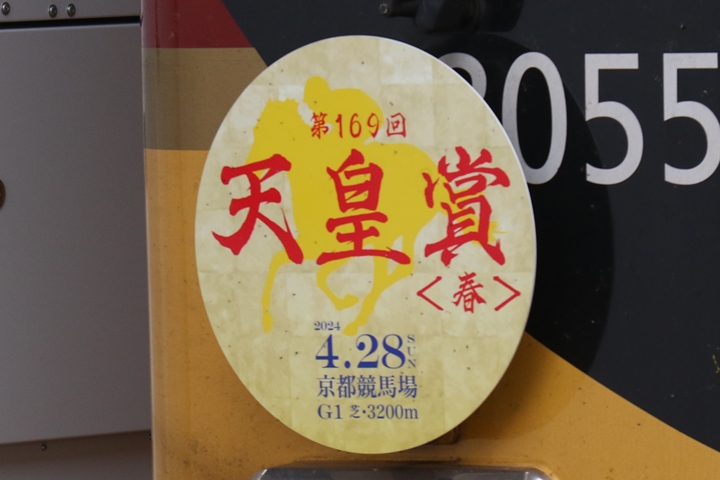 8055
第169回
天皇賞
<春>
2024
4.28 SUN
京都競馬場
G1 芝・3200m